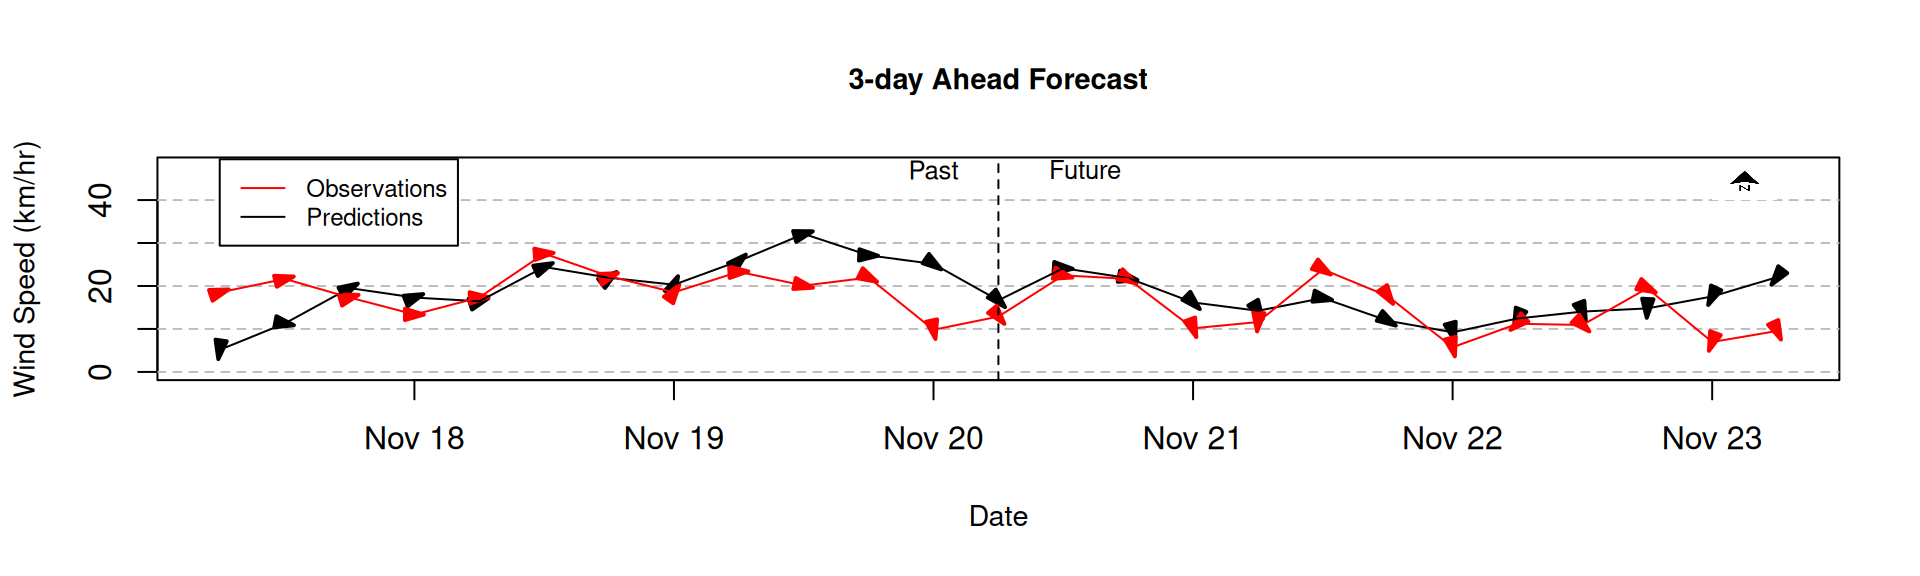 3-day Ahead Forecast
Wind Speed (km/hr)
40
20
0
Observations
Predictions
Past
Future
N
Nov 18
Nov 19
Nov 20
Nov 21
Nov 22
Nov 23
Date